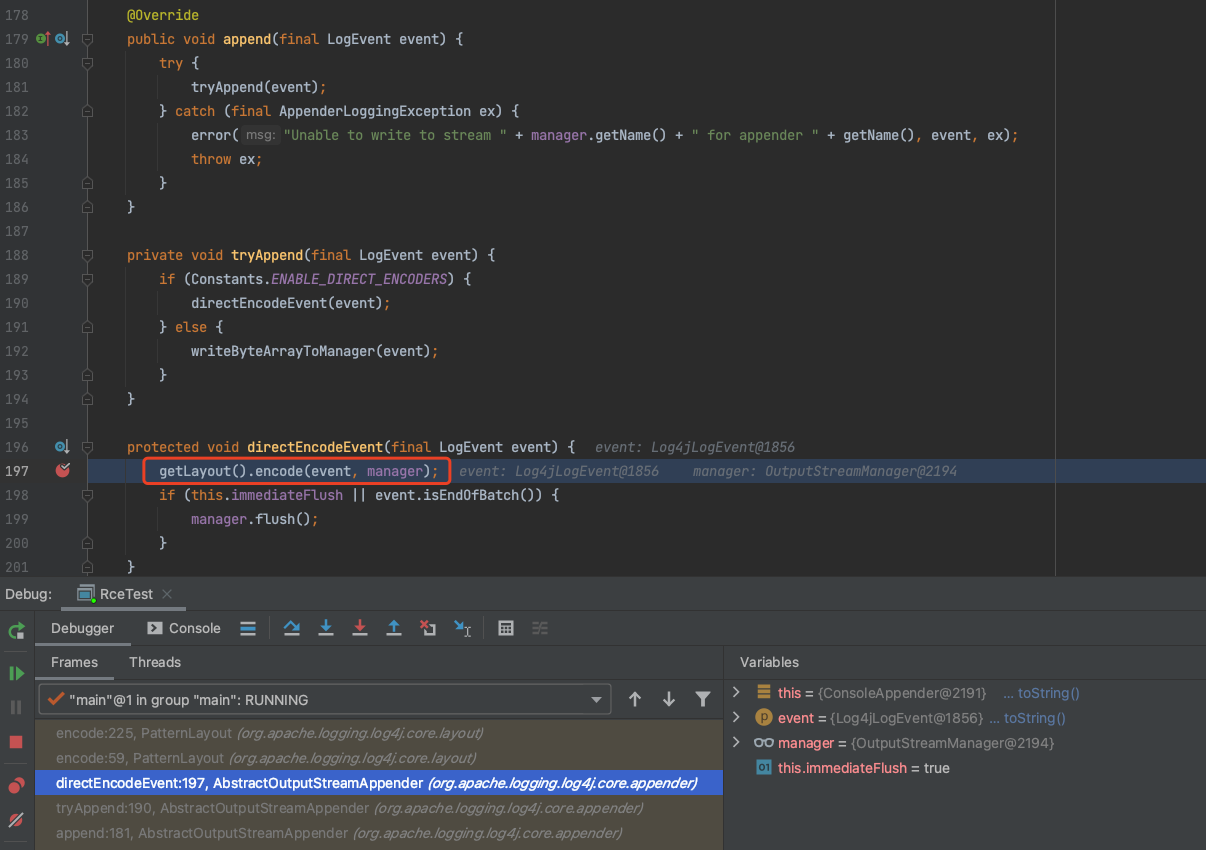 178 @Override
179 public void append(final LogEvent event) {
180 try {
181 tryAppend(event);
182 } catch (final AppenderLoggingException ex) {
183 error( msg: "Unable to write to stream " + manager.getName() + " for appender " + getName(), event, ex);
184 throw ex;
185 }
186 }
187
188 private void tryAppend(final LogEvent event) {
189 if (Constants.ENABLE_DIRECT_ENCODERS) {
190 directEncodeEvent(event);
191 } else {
192 writeByteArrayToManager(event);
193 }
194 }
195
196 protected void directEncodeEvent(final LogEvent event) { event: Log4jLogEvent@1856
197 getLayout().encode(event, manager); event: Log4jLogEvent@1856 manager: OutputStreamManager@2194
198 if (this.immediateFlush || event.isEndOfBatch()) {
199 manager.flush();
200 }
201 }
Debug: RceTest
Debugger Console
Frames Threads
"main"@1 in group "main": RUNNING
encode:225, PatternLayout (org.apache.logging.log4j.core.layout)
encode:59, PatternLayout (org.apache.logging.log4j.core.layout)
directEncodeEvent:197, AbstractOutputStreamAppender (org.apache.logging.log4j.core.appender)
tryAppend:190, AbstractOutputStreamAppender (org.apache.logging.log4j.core.appender)
append:181, AbstractOutputStreamAppender (org.apache.logging.log4j.core.appender)
Variables
this = {ConsoleAppender@2191} ... toString()
p event = {Log4jLogEvent@1856} ... toString()
manager = {OutputStreamManager@2194}
01 this.immediateFlush = true